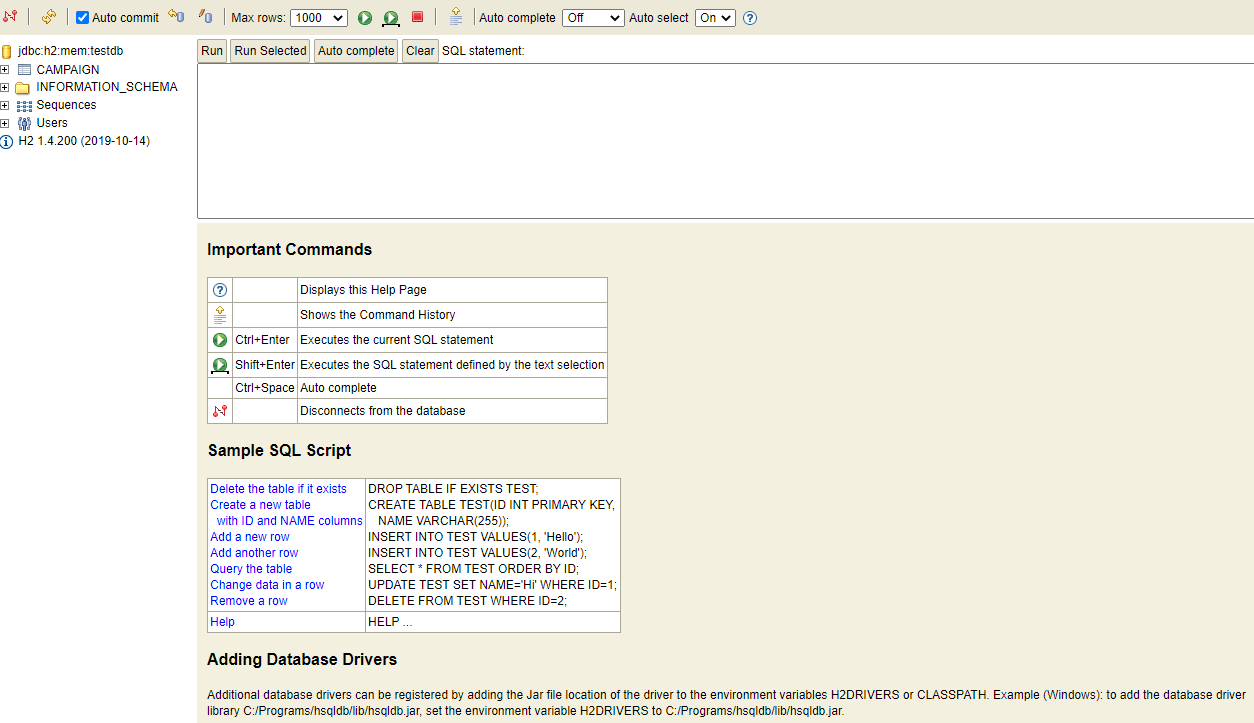 Auto commit Max rows: 1000 Auto complete Off Auto select On
jdbc:h2:mem:testdb
CAMPAIGN
INFORMATION_SCHEMA
Sequences
Users
H2 1.4.200 (2019-10-14)
Run Run Selected Auto complete Clear SQL statement:
Important Commands
Displays this Help Page
Shows the Command History
Ctrl+Enter Executes the current SQL statement
Shift+Enter Executes the SQL statement defined by the text selection
Ctrl+Space Auto complete
Disconnects from the database
Sample SQL Script
Delete the table if it exists DROP TABLE IF EXISTS TEST;
Create a new table CREATE TABLE TEST(ID INT PRIMARY KEY,
with ID and NAME columns NAME VARCHAR(255));
Add a new row INSERT INTO TEST VALUES(1, 'Hello');
Add another row INSERT INTO TEST VALUES(2, 'World');
Query the table SELECT * FROM TEST ORDER BY ID;
Change data in a row UPDATE TEST SET NAME='Hi' WHERE ID=1;
Remove a row DELETE FROM TEST WHERE ID=2;
Help HELP ...
Adding Database Drivers
Additional database drivers can be registered by adding the Jar file location of the driver to the environment variables H2DRIVERS or CLASSPATH. Example (Windows): to add the database driver
library C:/Programs/hsqldb/lib/hsqldb.jar, set the environment variable H2DRIVERS to C:/Programs/hsqldb/lib/hsqldb.jar.